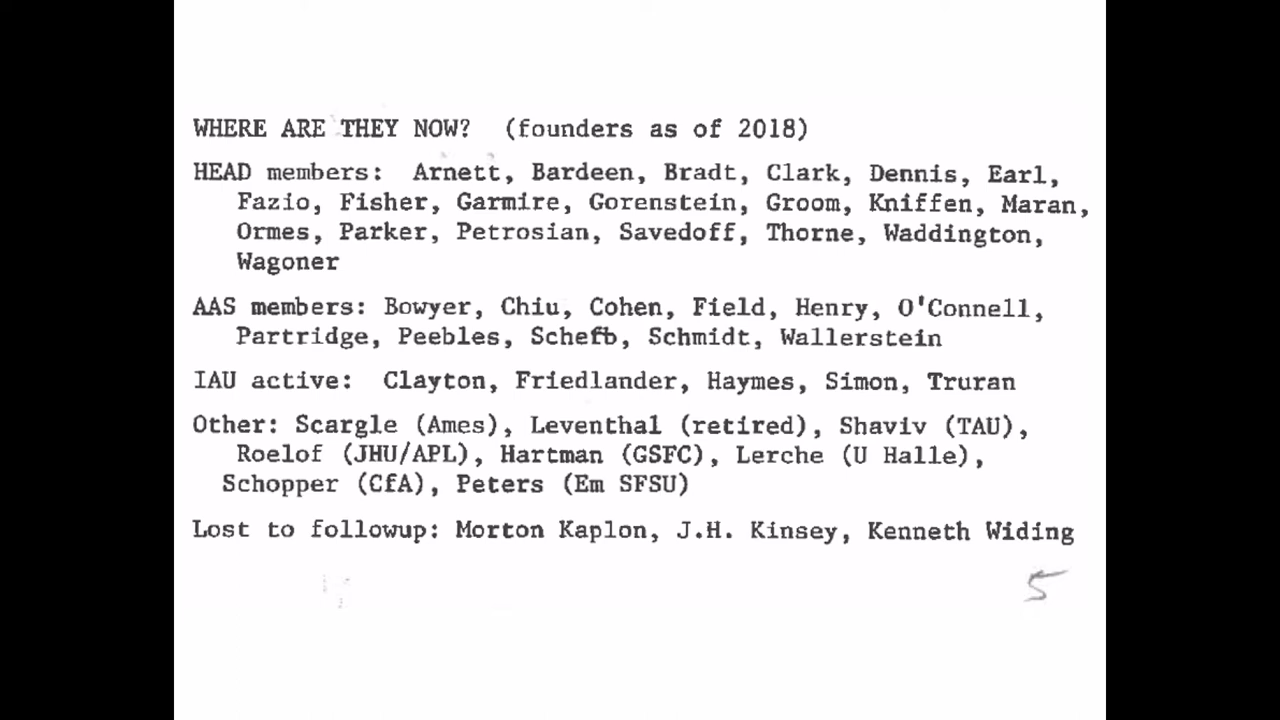 WHERE ARE THEY NOW? (founders as of 2018)
HEAD members: Arnett, Bardeen, Bradt, Clark, Dennis, Earl,
Fazio, Fisher, Garmire, Gorenstein, Groom, Kniffen, Maran,
Ormes, Parker, Petrosian, Savedoff, Thorne, Waddington,
Wagoner
AAS members: Bowyer, Chiu, Cohen, Field, Henry, O'Connell,
Partridge, Peebles, Schefb, Schmidt, Wallerstein
IAU active: Clayton, Friedlander, Haymes, Simon, Truran
Other: Scargle (Ames), Leventhal (retired), Shaviv (TAU),
Roelof (JHU/APL), Hartman (GSFC), Lerche (U Halle),
Schopper (CfA), Peters (Em SFSU)
Lost to followup: Morton Kaplon, J.H. Kinsey, Kenneth Widing
5